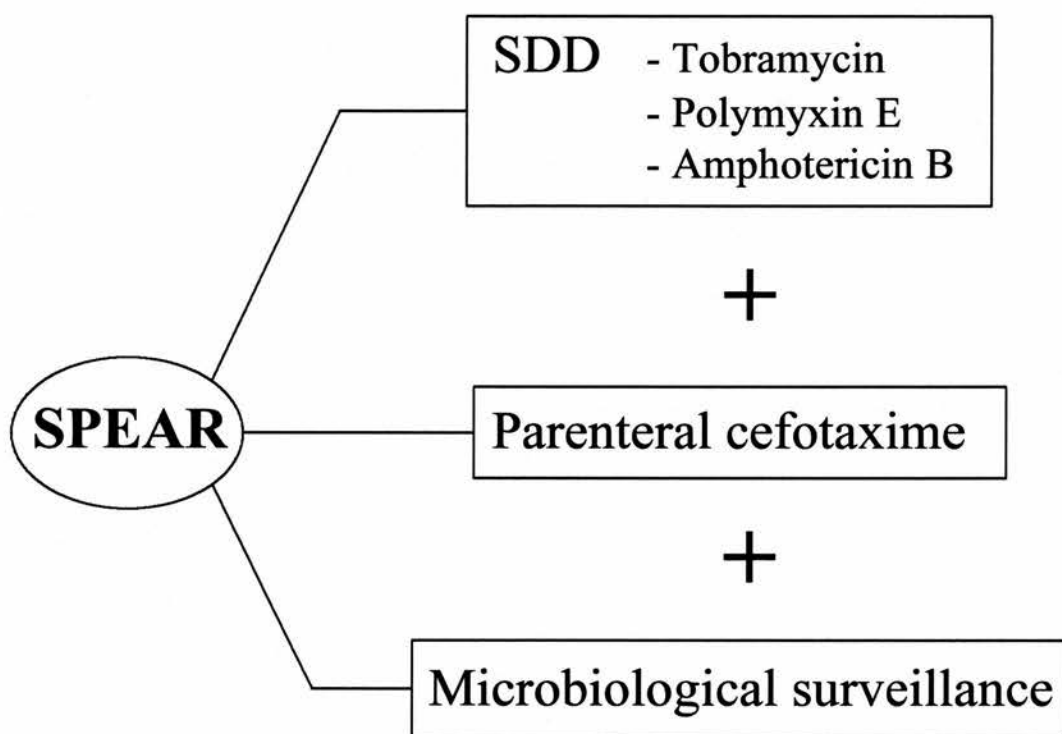 SDD - Tobramycin
- Polymyxin E
- Amphotericin B
+
SPEAR
Parenteral cefotaxime
+
Microbiological surveillance